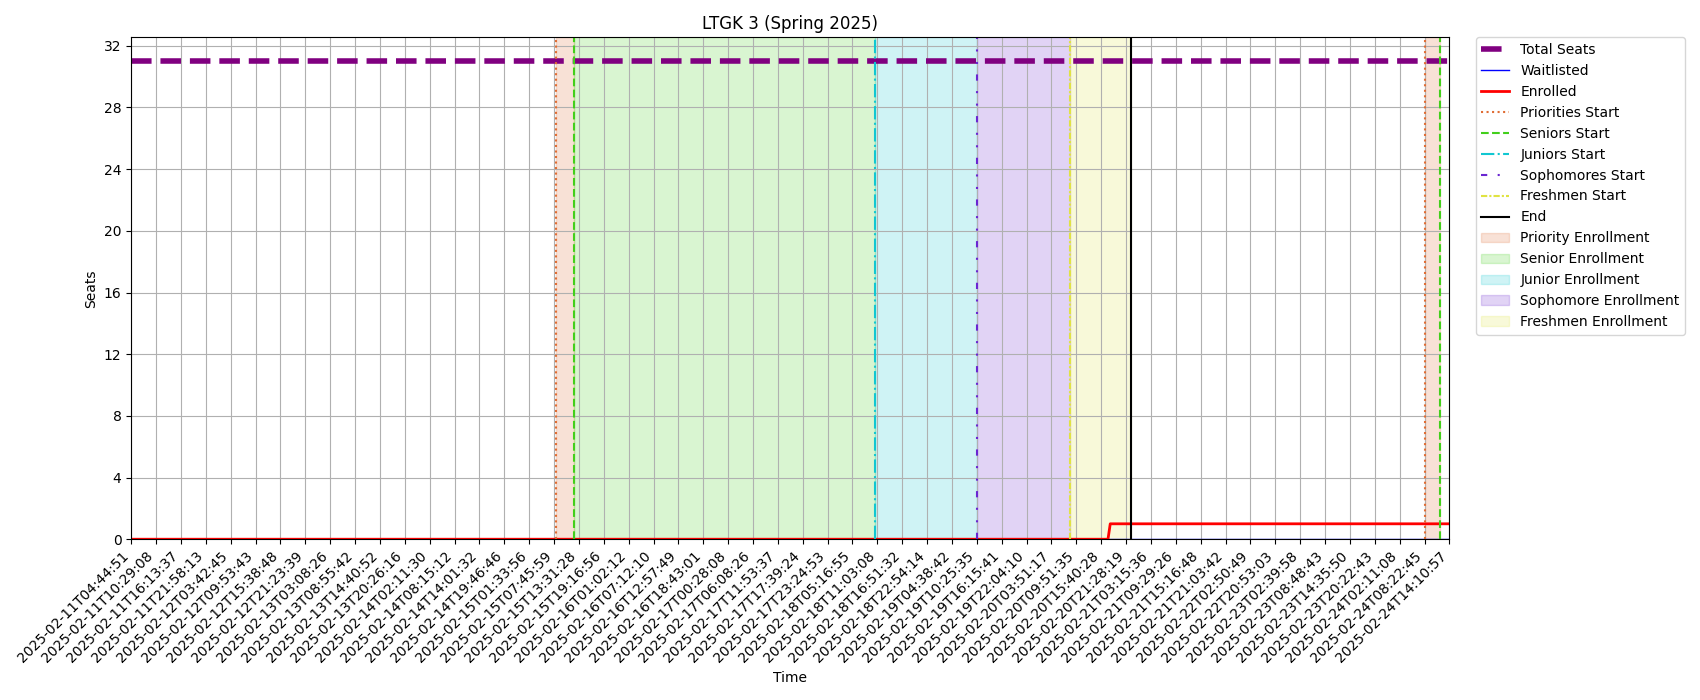 LTGK 3 (Spring 2025)
32
28
24
20
16
12
8
4
0
Seats
2025-02-11T04:44:51
2025-02-11T10:29:08
2025-02-11T16:13:37
2025-02-11T21:58:13
2025-02-12T03:42:45
2025-02-12T09:53:43
2025-02-12T15:38:48
2025-02-12T21:23:39
2025-02-13T03:08:26
2025-02-13T08:55:42
2025-02-13T14:40:52
2025-02-13T20:26:16
2025-02-14T02:11:30
2025-02-14T08:15:12
2025-02-14T14:01:32
2025-02-14T19:46:46
2025-02-15T01:33:56
2025-02-15T07:45:59
2025-02-15T13:31:28
2025-02-15T19:16:56
2025-02-16T01:02:12
2025-02-16T07:12:10
2025-02-16T12:57:49
2025-02-16T18:43:01
2025-02-17T00:28:08
2025-02-17T06:08:26
2025-02-17T11:53:37
2025-02-17T17:39:24
2025-02-17T23:24:53
2025-02-18T05:16:55
2025-02-18T11:03:08
2025-02-18T16:51:32
2025-02-18T22:54:14
2025-02-19T04:38:42
2025-02-19T10:25:35
2025-02-19T16:15:41
2025-02-19T22:04:10
2025-02-20T03:51:17
2025-02-20T09:51:35
2025-02-20T15:40:28
2025-02-20T21:28:19
2025-02-21T03:15:36
2025-02-21T09:29:26
2025-02-21T15:16:48
2025-02-21T21:03:42
2025-02-22T02:50:49
2025-02-22T20:53:03
2025-02-23T02:39:58
2025-02-23T08:48:43
2025-02-23T14:35:50
2025-02-23T20:22:43
2025-02-24T02:11:08
2025-02-24T08:22:45
2025-02-24T14:10:57
Time
Total Seats
Waitlisted
Enrolled
Priorities Start
Seniors Start
Juniors Start
Sophomores Start
Freshmen Start
End
Priority Enrollment
Senior Enrollment
Junior Enrollment
Sophomore Enrollment
Freshmen Enrollment